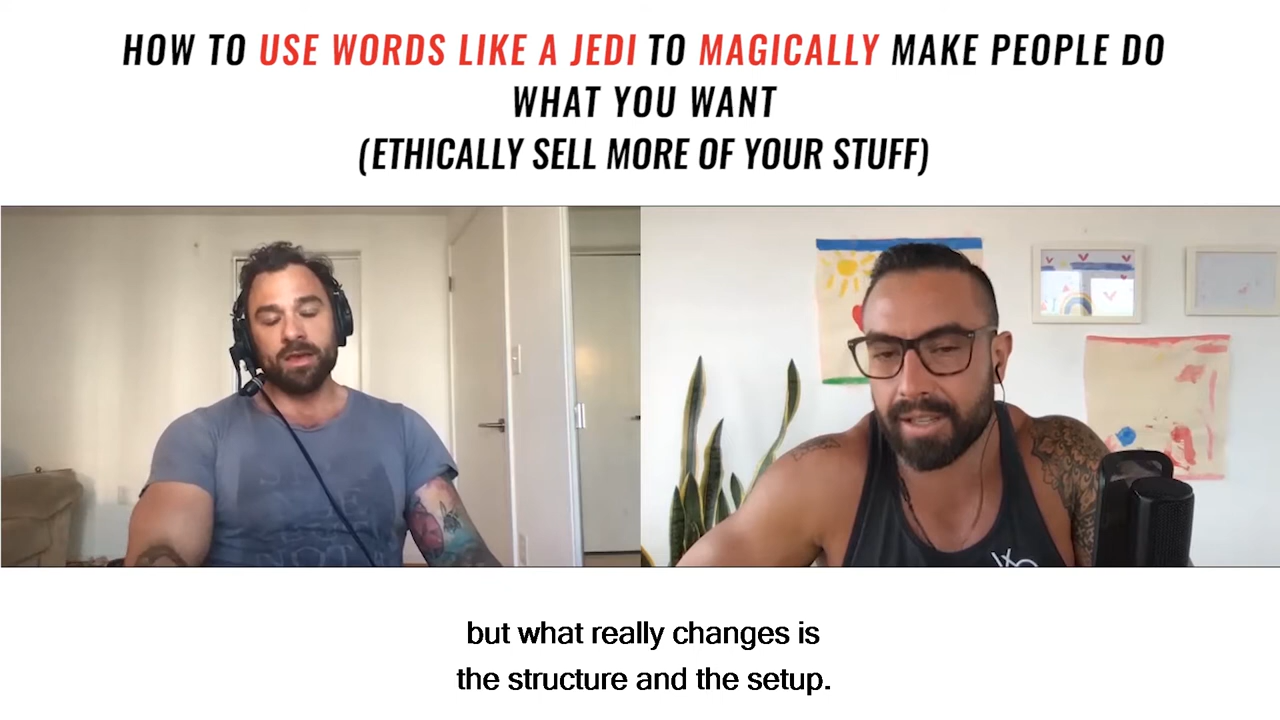 HOW TO USE WORDS LIKE A JEDI TO MAGICALLY MAKE PEOPLE DO
WHAT YOU WANT
(ETHICALLY SELL MORE OF YOUR STUFF)
but what really changes is
the structure and the setup.